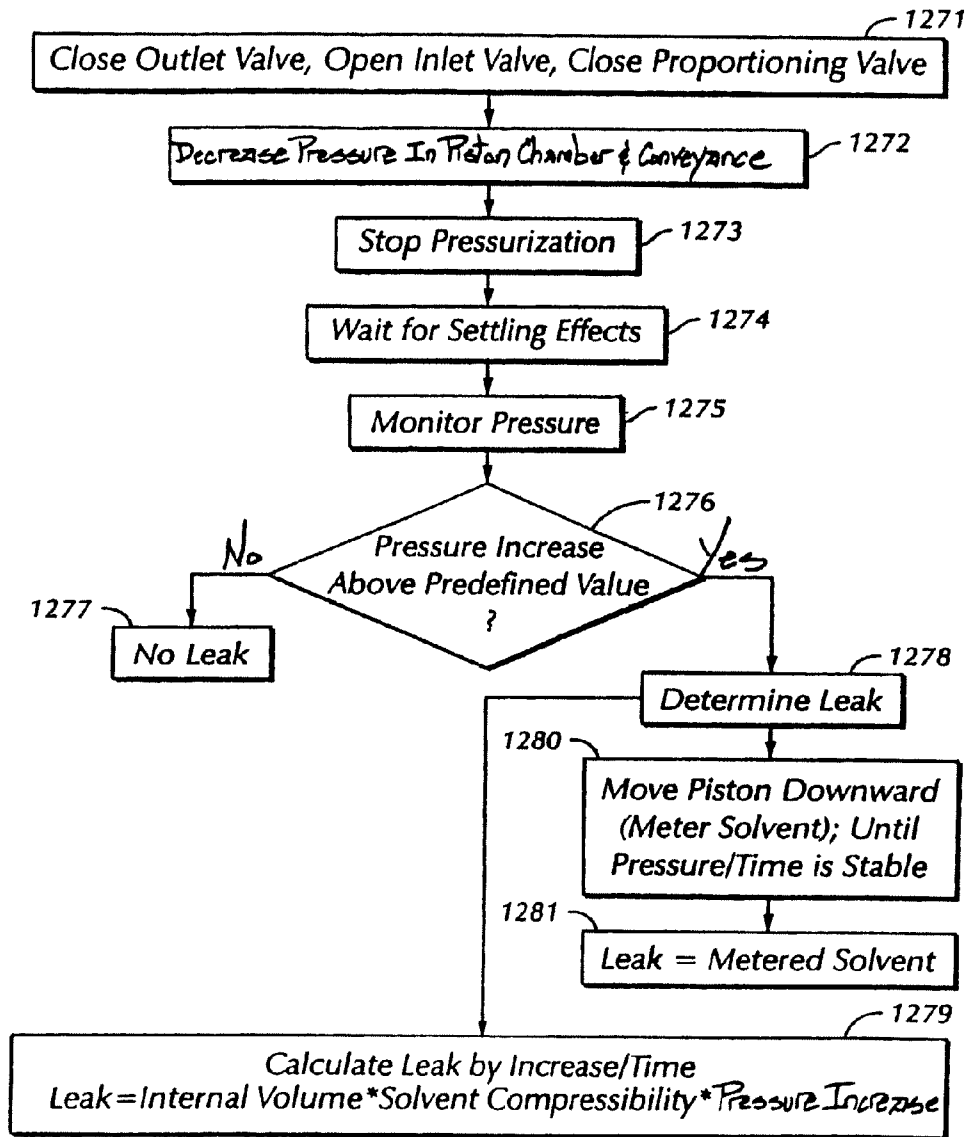 1271
Close Outlet Valve, Open Inlet Valve, Close Proportioning Valve
Decrease Pressure In Piston Chamber & Conveyance
1272
Stop Pressurization
1273
Wait for Settling Effects
1274
Monitor Pressure
1275
1276
Pressure Increase
Above Predefined Value
?
No
Yes
1277
No Leak
1278
Determine Leak
1280
Move Piston Downward
(Meter Solvent); Until
Pressure/Time is Stable
1281
Leak = Metered Solvent
1279
Calculate Leak by Increase/Time
Leak=Internal Volume*Solvent Compressibility*Pressure Increase